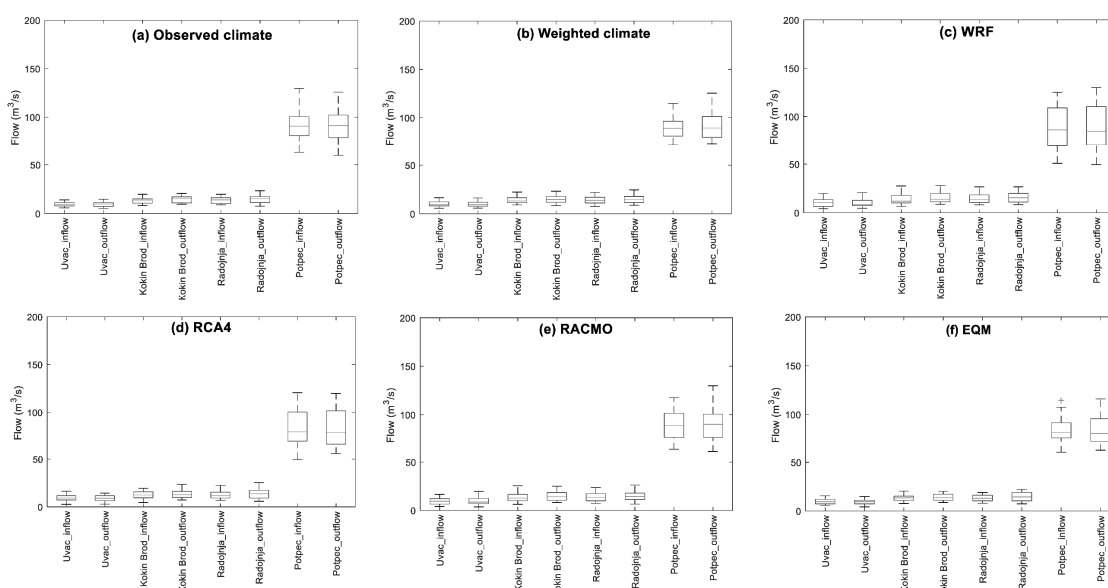 (a) Observed climate
Flow (m³/s)
200
150
100
50
0
Uvac_inflow
Uvac_outflow
Kokin Brod_inflow
Kokin Brod_outflow
Radojnja_inflow
Radojnja_outflow
Potpec_inflow
Potpec_outflow
(b) Weighted climate
Flow (m³/s)
200
150
100
50
0
Uvac_inflow
Uvac_outflow
Kokin Brod_inflow
Kokin Brod_outflow
Radojnja_inflow
Radojnja_outflow
Potpec_inflow
Potpec_outflow
(c) WRF
Flow (m³/s)
200
150
100
50
0
Uvac_inflow
Uvac_outflow
Kokin Brod_inflow
Kokin Brod_outflow
Radojnja_inflow
Radojnja_outflow
Potpec_inflow
Potpec_outflow
(d) RCA4
Flow (m³/s)
200
150
100
50
0
Uvac_inflow
Uvac_outflow
Kokin Brod_inflow
Kokin Brod_outflow
Radojnja_inflow
Radojnja_outflow
Potpec_inflow
Potpec_outflow
(e) RACMO
Flow (m³/s)
200
150
100
50
0
Uvac_inflow
Uvac_outflow
Kokin Brod_inflow
Kokin Brod_outflow
Radojnja_inflow
Radojnja_outflow
Potpec_inflow
Potpec_outflow
(f) EQM
Flow (m³/s)
200
150
100
50
0
Uvac_inflow
Uvac_outflow
Kokin Brod_inflow
Kokin Brod_outflow
Radojnja_inflow
Radojnja_outflow
Potpec_inflow
Potpec_outflow